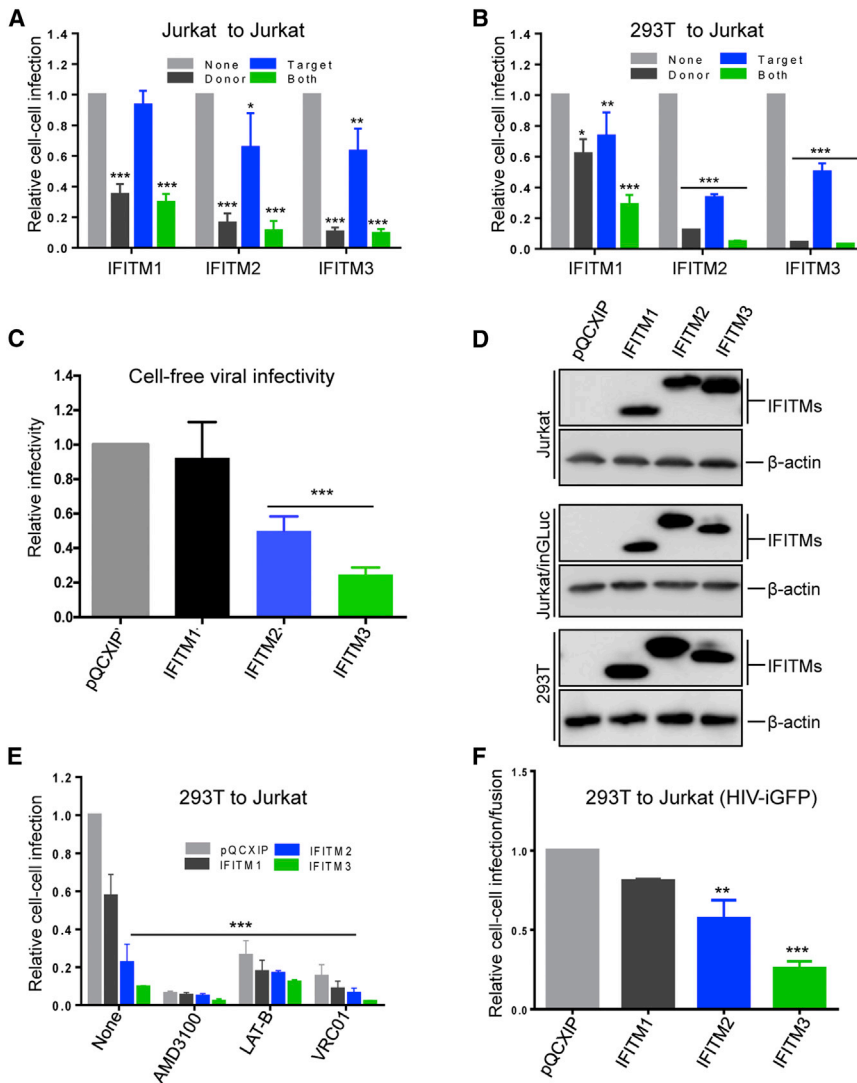 A
Jurkat to Jurkat
None
Target
Donor
Both
Relative cell-cell infection
1.4
1.2
1.0
0.8
0.6
0.4
0.2
0.0
***
***
*
***
***
**
***
***
IFITM1
IFITM2
IFITM3
B
293T to Jurkat
None
Target
Donor
Both
Relative cell-cell infection
1.4
1.2
1.0
0.8
0.6
0.4
0.2
0.0
*
**
***
***
***
IFITM1
IFITM2
IFITM3
C
Cell-free viral infectivity
Relative infectivity
1.4
1.2
1.0
0.8
0.6
0.4
0.2
0.0
***
pQCXIP
IFITM1
IFITM2
IFITM3
D
pQCXIP
IFITM1
IFITM2
IFITM3
Jurkat
IFITMs
β-actin
Jurkat/inGLuc
IFITMs
β-actin
293T
IFITMs
β-actin
E
293T to Jurkat
pQCXIP
IFITM2
IFITM1
IFITM3
Relative cell-cell infection
1.2
1.0
0.8
0.6
0.4
0.2
0.0
***
None
AMD3100
LAT-B
VRC01
F
293T to Jurkat (HIV-iGFP)
Relative cell-cell infection/fusion
1.5
1.0
0.5
0.0
**
***
pQCXIP
IFITM1
IFITM2
IFITM3